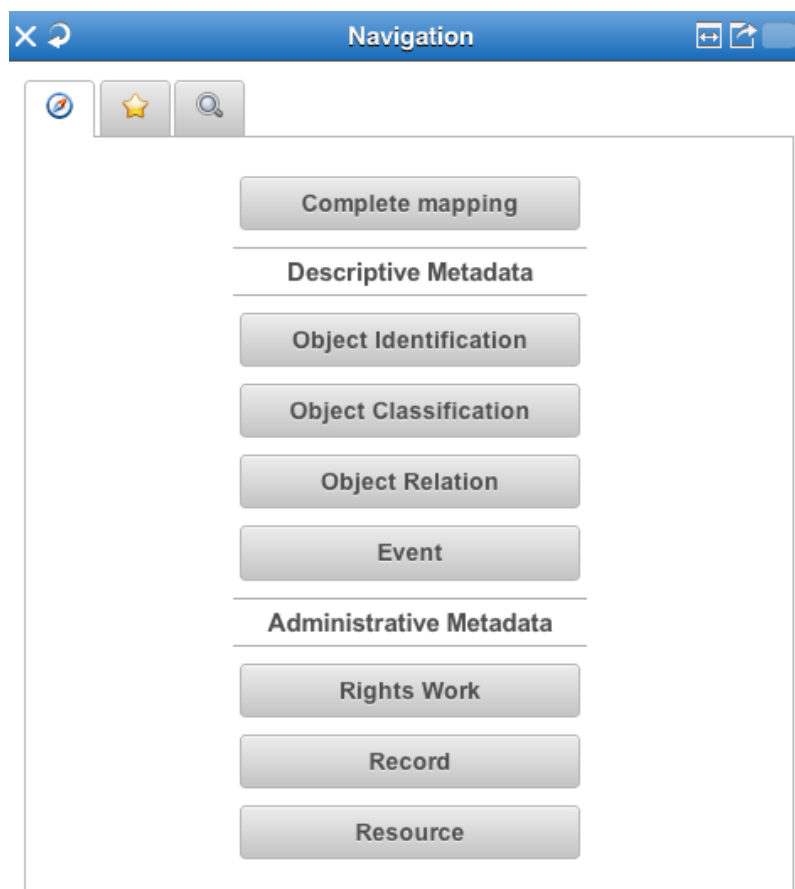 Navigation
Complete mapping
Descriptive Metadata
Object Identification
Object Classification
Object Relation
Event
Administrative Metadata
Rights Work
Record
Resource